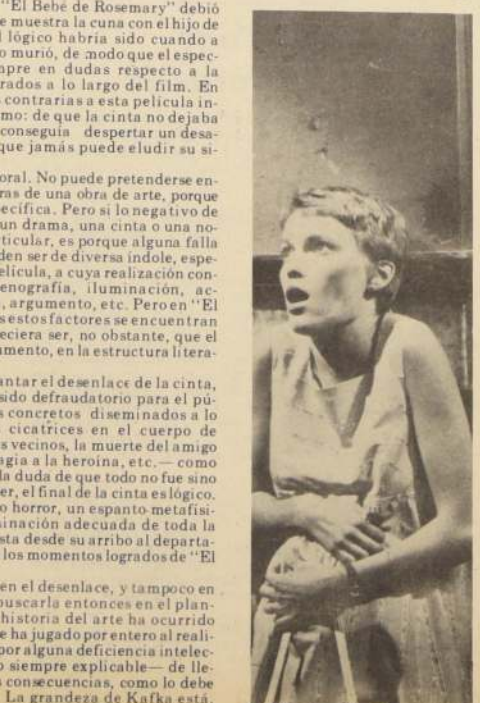 "El Bebé de Rosemary" debió
e muestra la cuna con el hijo de
l lógico habría sido cuando a
o murió, de modo que el espec-
mpre en dudas respecto a la
rados a lo largo del film. En
s contrarias a esta película in-
mo: de que la cinta no dejaba
conseguía despertar un desa-
que jamás puede eludir su si-
oral. No puede pretenderse en-
ras de una obra de arte, porque
ecífica. Pero si lo negativo de
un drama, una cinta o una no-
ticular, es porque alguna falla
den ser de diversa índole, espe-
elícula, a cuya realización con-
enografía, iluminación, ac-
, argumento, etc. Pero en "El
s estos factores se encuentran
eciera ser, no obstante, que el
amento, en la estructura litera-
antar el desenlace de la cinta,
sido defraudatorio para el pú-
s concretos diseminados a lo
cicatrices en el cuerpo de
s vecinos, la muerte del amigo
agia a la heroína, etc.— como
la duda de que todo no fue sino
er, el final de la cinta es lógico.
o horror, un espanto metafísi-
inación adecuada de toda la
sta desde su arribo al departa-
los momentos logrados de "El
en el desenlace, y tampoco en
buscarla entonces en el plan-
historia del arte ha ocurrido
e ha jugado por entero al reali-
por alguna deficiencia intelec-
o siempre explicable— de lle-
s consecuencias, como lo debe
La grandeza de Kafka está,